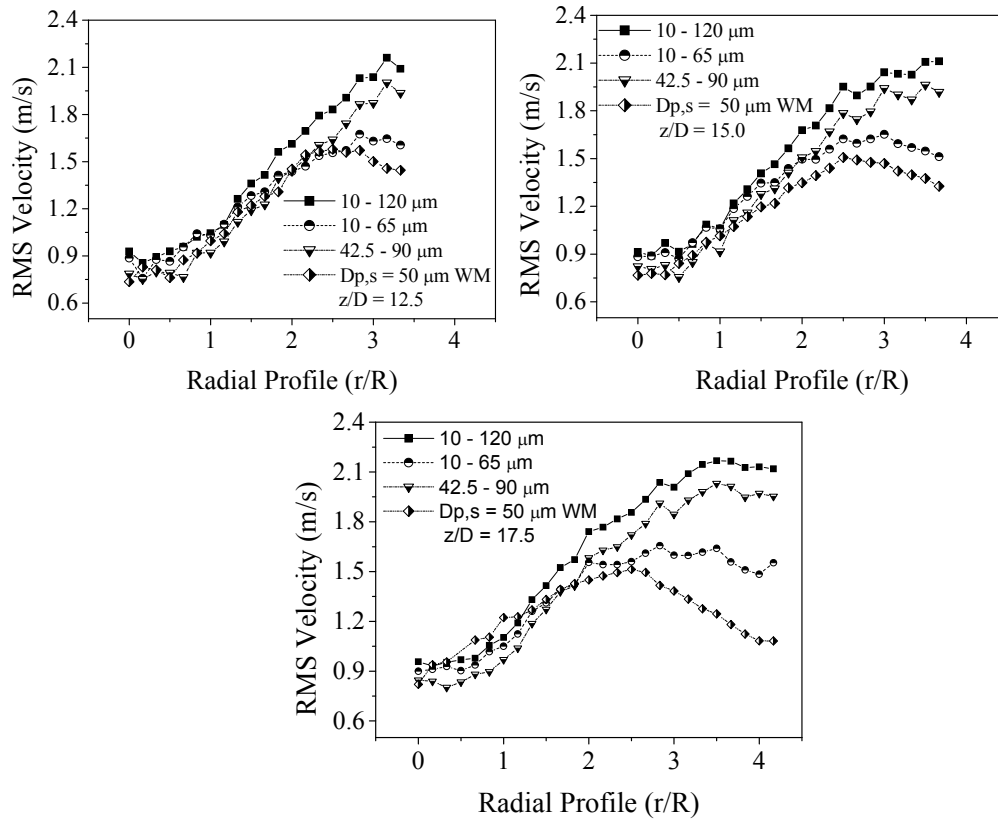 2.4
2.1
1.8
1.5
1.2
0.9
0.6
RMS Velocity (m/s)
10 - 120 μm
10 - 65 μm
42.5 - 90 μm
Dp,s = 50 μm WM
z/D = 12.5
0 1 2 3 4
Radial Profile (r/R)
2.4
2.1
1.8
1.5
1.2
0.9
0.6
RMS Velocity (m/s)
10 - 120 μm
10 - 65 μm
42.5 - 90 μm
Dp,s = 50 μm WM
z/D = 15.0
0 1 2 3 4
Radial Profile (r/R)
2.4
2.1
1.8
1.5
1.2
0.9
0.6
RMS Velocity (m/s)
10 - 120 μm
10 - 65 μm
42.5 - 90 μm
Dp,s = 50 μm WM
z/D = 17.5
0 1 2 3 4
Radial Profile (r/R)